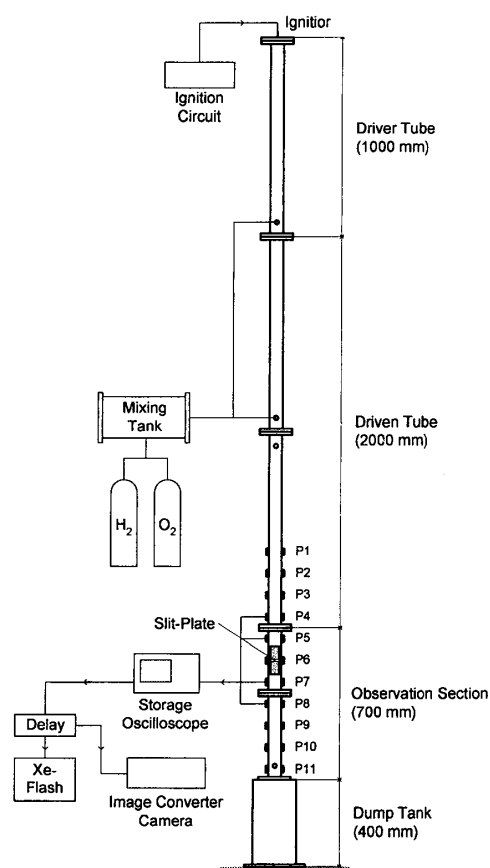 Ignitior
Ignition
Circuit
Driver Tube
(1000 mm)
Mixing
Tank
Driven Tube
(2000 mm)
H2
O2
P1
P2
P3
P4
Slit-Plate
P5
P6
P7
Storage
Oscilloscope
Observation Section
(700 mm)
P8
Delay
P9
P10
Xe-
Flash
Image Converter
Camera
P11
Dump Tank
(400 mm)